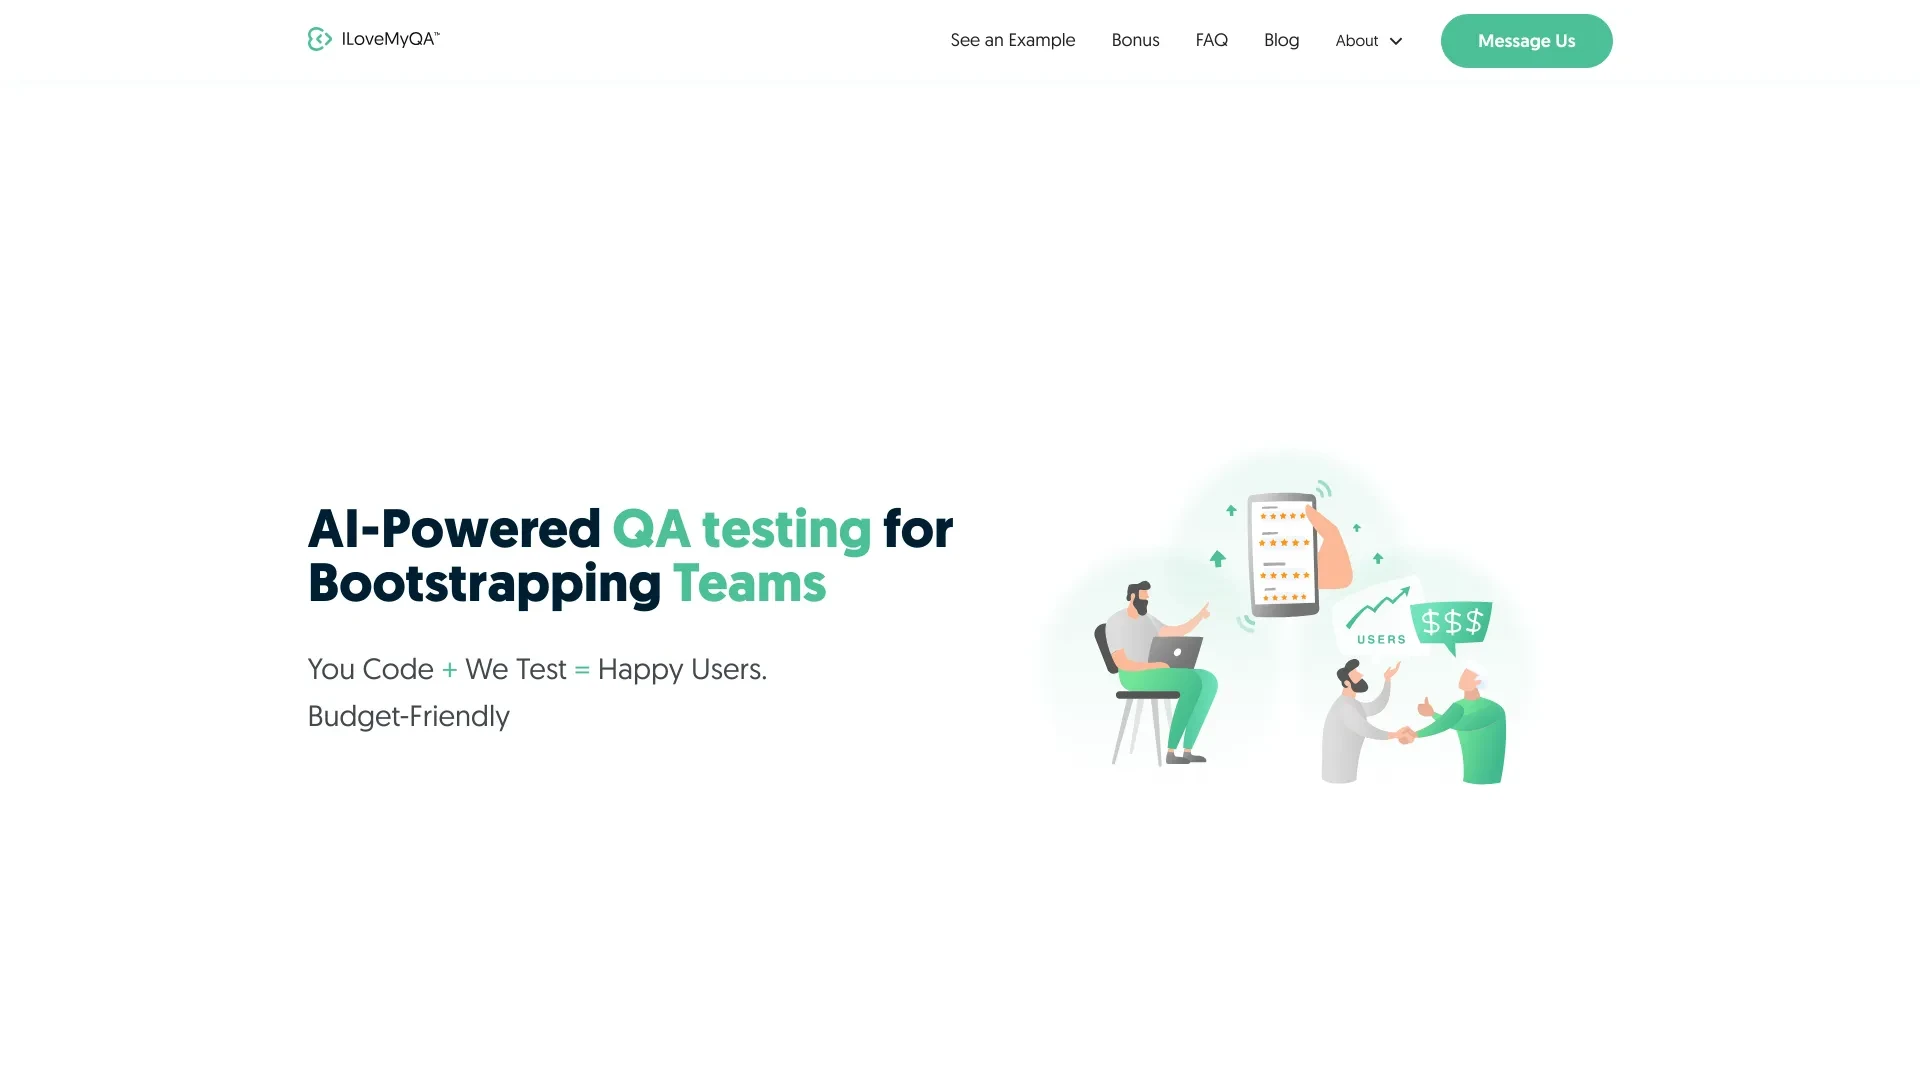 ILoveMyQA™
See an Example
Bonus
FAQ
Blog
About
Message Us
AI-Powered QA testing for
Bootstrapping Teams
You Code + We Test = Happy Users.
Budget-Friendly
USERS
$$$